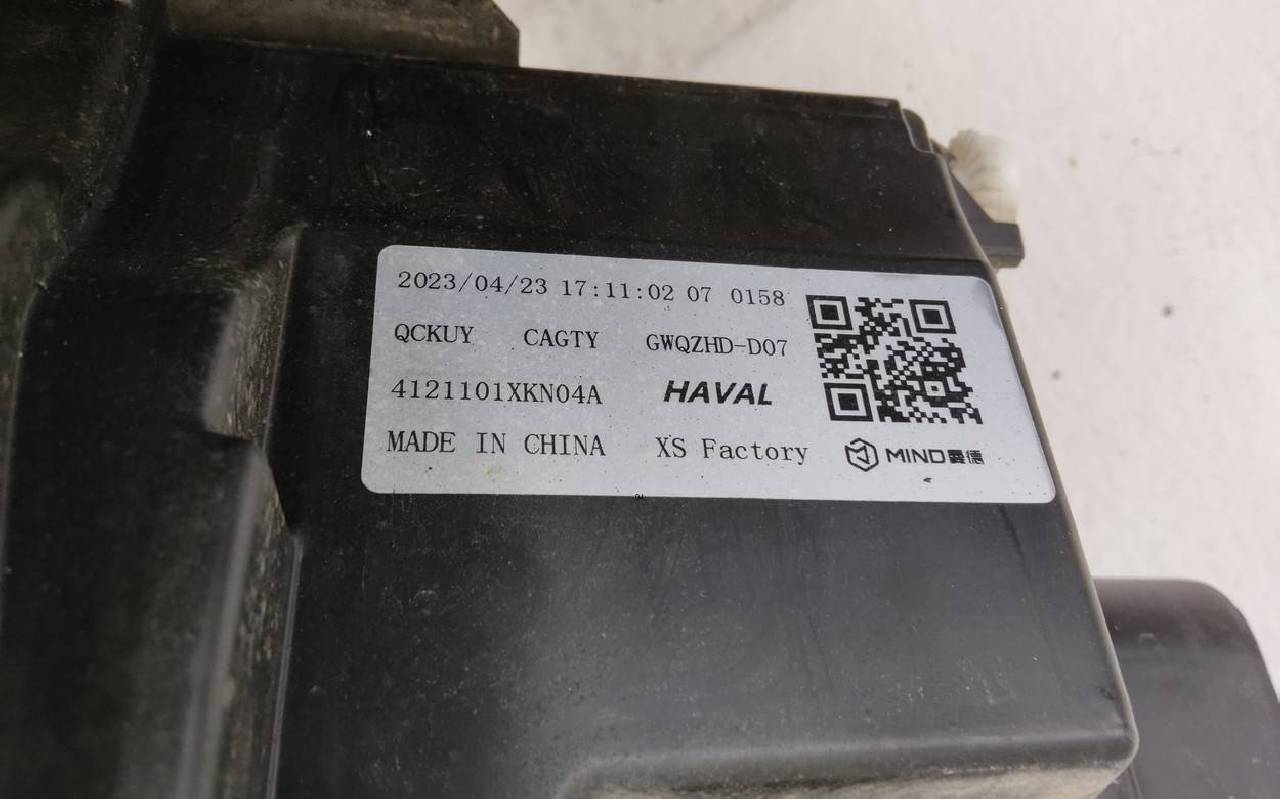 2023/04/23 17:11:02 07 0158
QCKUY CAGTY GWQZHD-D07
4121101XKN04A HAVAL
MADE IN CHINA XS Factory MIND曼德